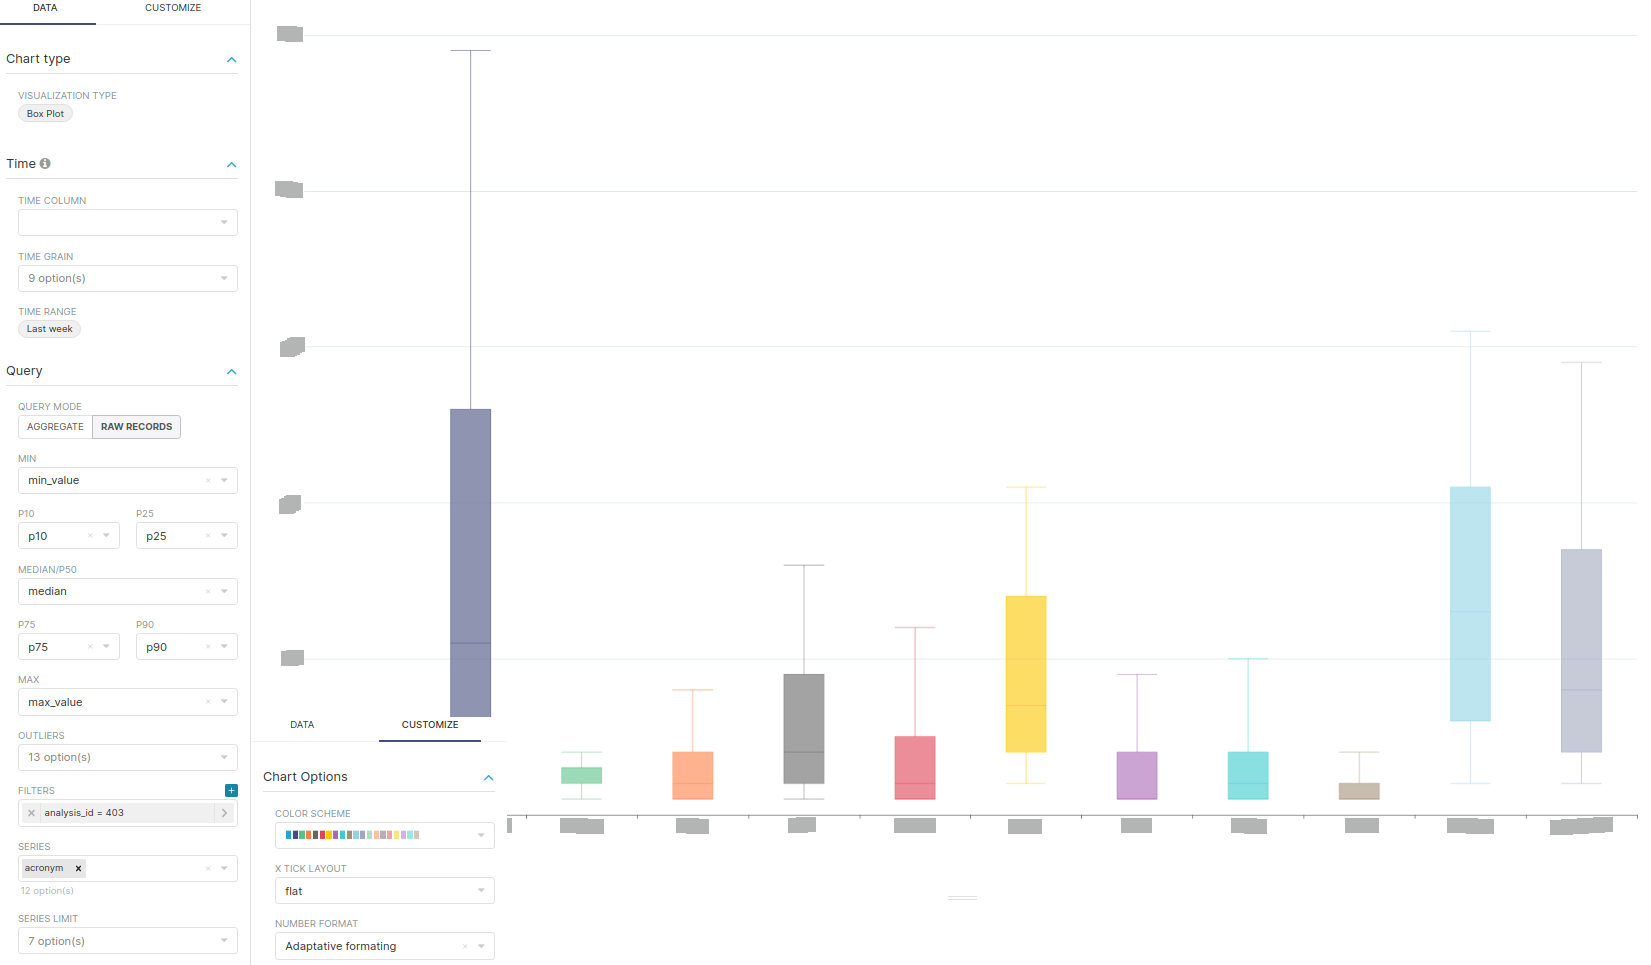 DATA CUSTOMIZE
Chart type
VISUALIZATION TYPE
Box Plot
Time
TIME COLUMN
TIME GRAIN
9 option(s)
TIME RANGE
Last week
Query
QUERY MODE
AGGREGATE RAW RECORDS
MIN
min_value
P10 P25
p10 p25
MEDIAN/P50
median
P75 P90
p75 p90
MAX
max_value
OUTLIERS
13 option(s)
FILTERS
analysis_id = 403
SERIES
acronym
12 option(s)
SERIES LIMIT
7 option(s)
DATA CUSTOMIZE
Chart Options
COLOR SCHEME
X TICK LAYOUT
flat
NUMBER FORMAT
Adaptative formating